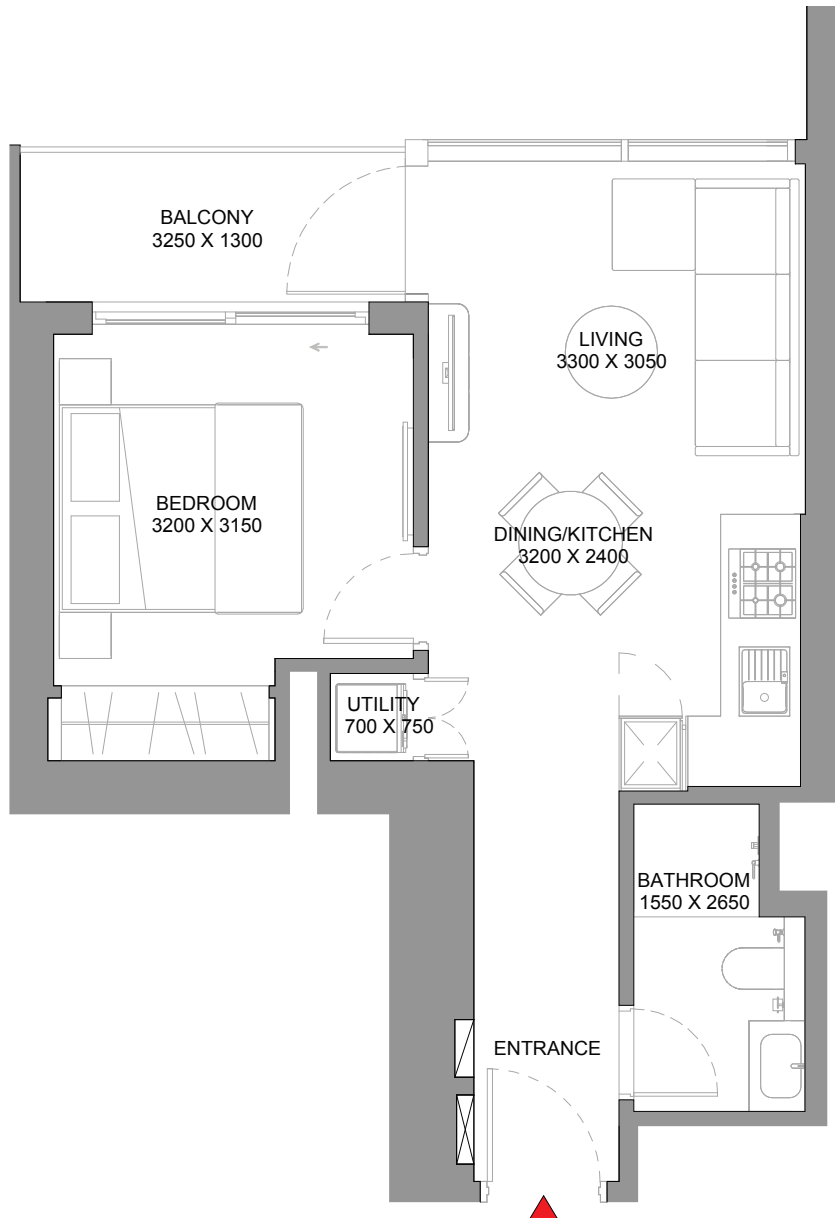 BALCONY
3250 X 1300
LIVING
3300 X 3050
BEDROOM
3200 X 3150
DINING/KITCHEN
3200 X 2400
UTILITY
700 X 750
BATHROOM
1550 X 2650
ENTRANCE